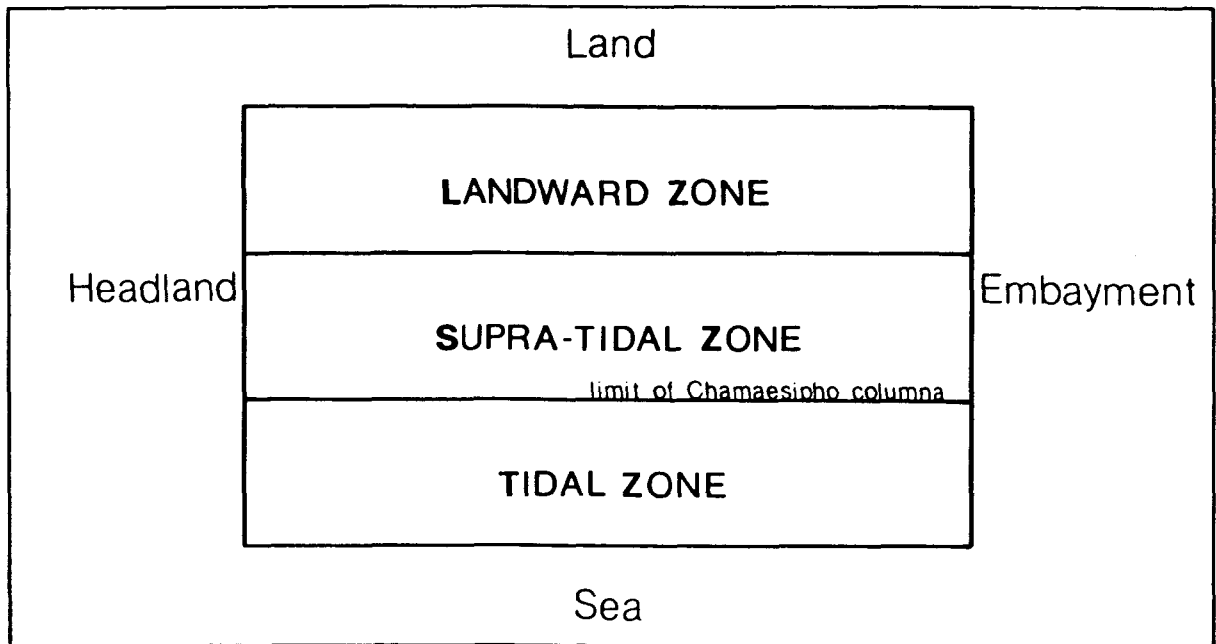 Land
LANDWARD ZONE
Headland
Embayment
SUPRA-TIDAL ZONE
limit of Chamaesipho columna
TIDAL ZONE
Sea